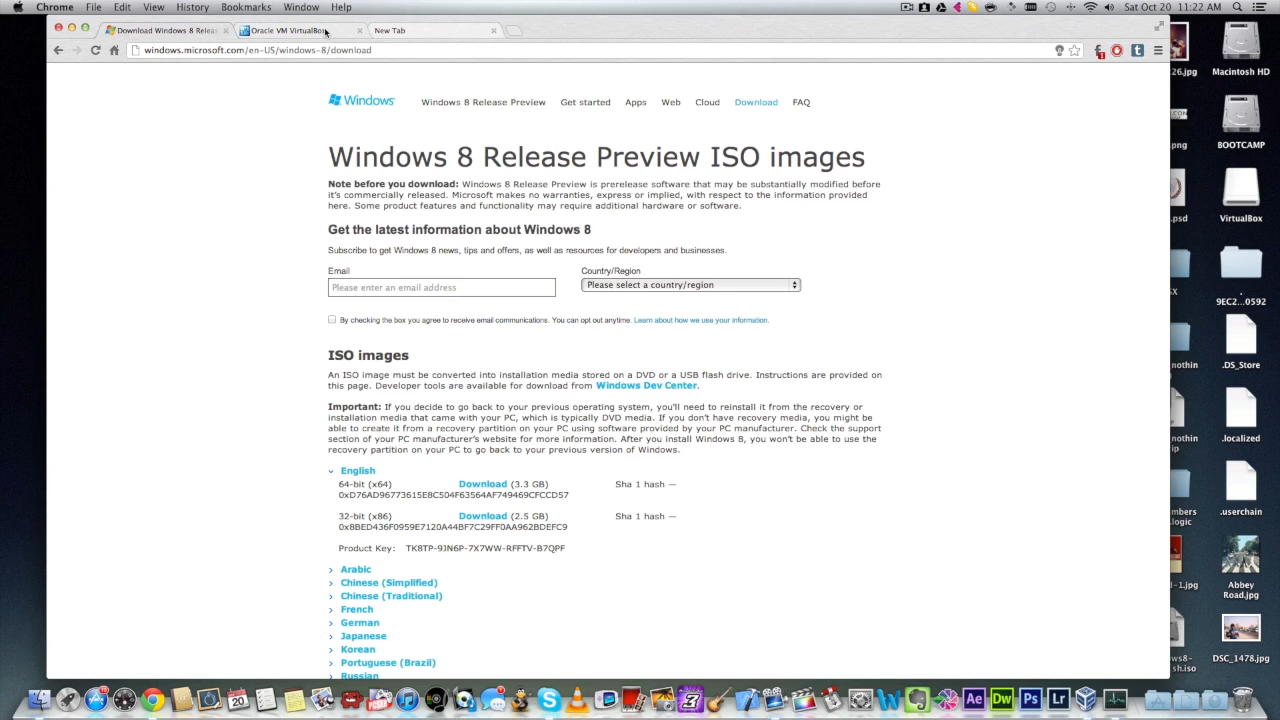 Chrome File Edit View History Bookmarks Window Help
Sat Oct 20 11:22 AM
Download Windows 8 Relea
Oracle VM VirtualBox
New Tab
windows.microsoft.com/en-US/windows-8/download
Windows
Windows 8 Release Preview Get started Apps Web Cloud Download FAQ
Windows 8 Release Preview ISO images
Note before you download: Windows 8 Release Preview is prerelease software that may be substantially modified before
it's commercially released. Microsoft makes no warranties, express or implied, with respect to the information provided
here. Some product features and functionality may require additional hardware or software.
Get the latest information about Windows 8
Subscribe to get Windows 8 news, tips and offers, as well as resources for developers and businesses.
Email
Country/Region
Please enter an email address
Please select a country/region
By checking the box you agree to receive email communications. You can opt out anytime. Learn about how we use your information.
ISO images
An ISO image must be converted into installation media stored on a DVD or a USB flash drive. Instructions are provided on
this page. Developer tools are available for download from Windows Dev Center.
Important: If you decide to go back to your previous operating system, you'll need to reinstall it from the recovery or
installation media that came with your PC, which is typically DVD media. If you don't have recovery media, you might be
able to create it from a recovery partition on your PC using software provided by your PC manufacturer. Check the support
section of your PC manufacturer's website for more information. After you install Windows 8, you won't be able to use the
recovery partition on your PC to go back to your previous version of Windows.
English
64-bit (x64) Download (3.3 GB) Sha 1 hash —
0xD76AD96773615E8C504F63564AF749469CFCCD57
32-bit (x86) Download (2.5 GB) Sha 1 hash —
0x8BED436F0959E7120A44BF7C29FF0AA962BDEFC9
Product Key: TK8TP-9JN6P-7X7WW-RFFTV-B7QPF
Arabic
Chinese (Simplified)
Chinese (Traditional)
French
German
Japanese
Korean
Portuguese (Brazil)
Russian
26.jpg
Macintosh HD
.png
BOOTCAMP
.psd
VirtualBox
SX
.
9EC2...0592
nothin
.DS_Store
nothin
ip
.localized
mbers
.logic
.userchain
-1.jpg
Abbey
Road.jpg
ws8-
sh.iso
DSC_1478.jpg